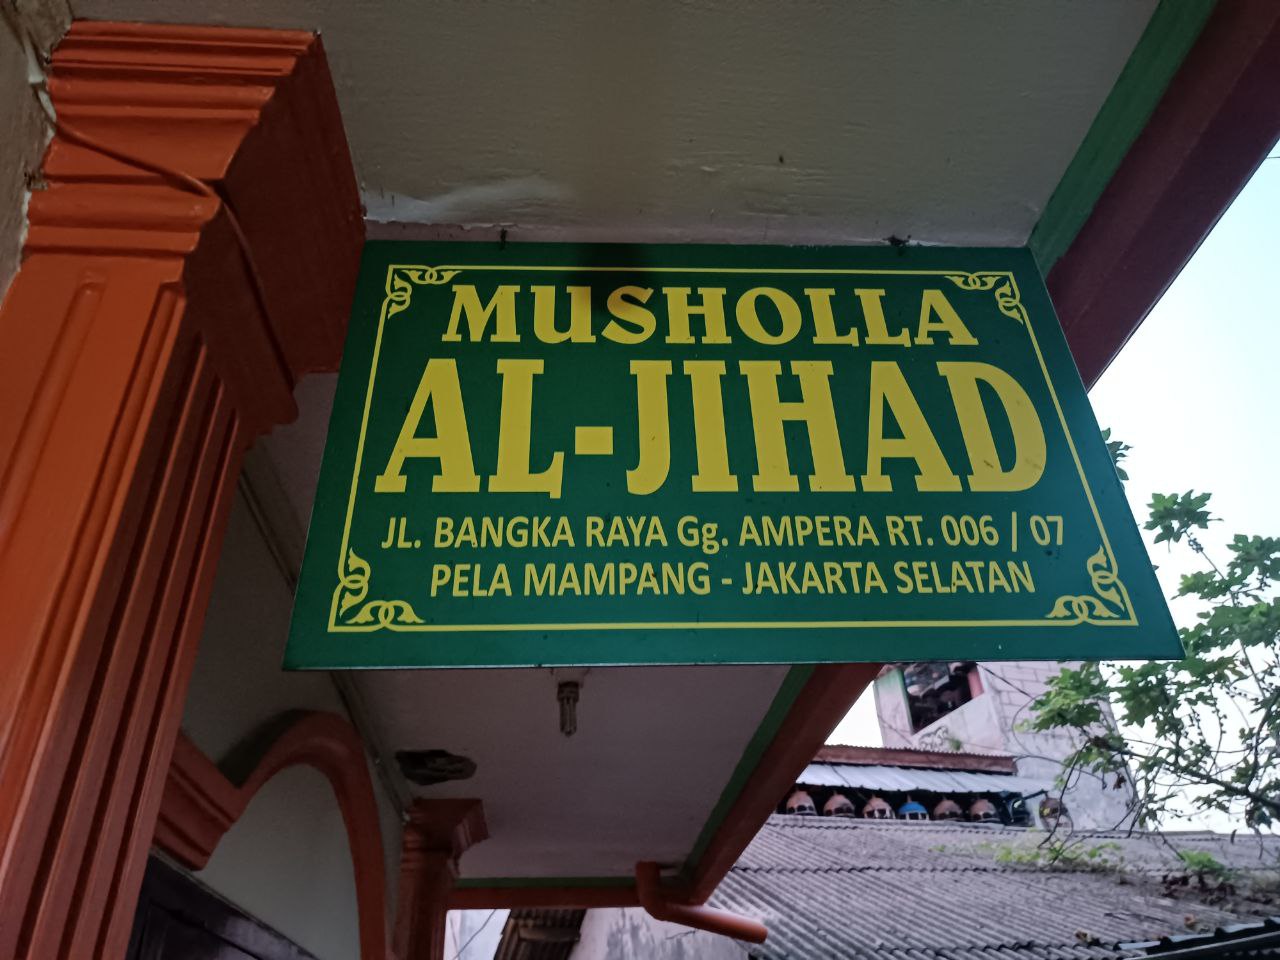 MUSHOLLA
AL-JIHAD
JL. BANGKA RAYA Gg. AMPERA RT. 006 / 07
PELA MAMPANG - JAKARTA SELATAN